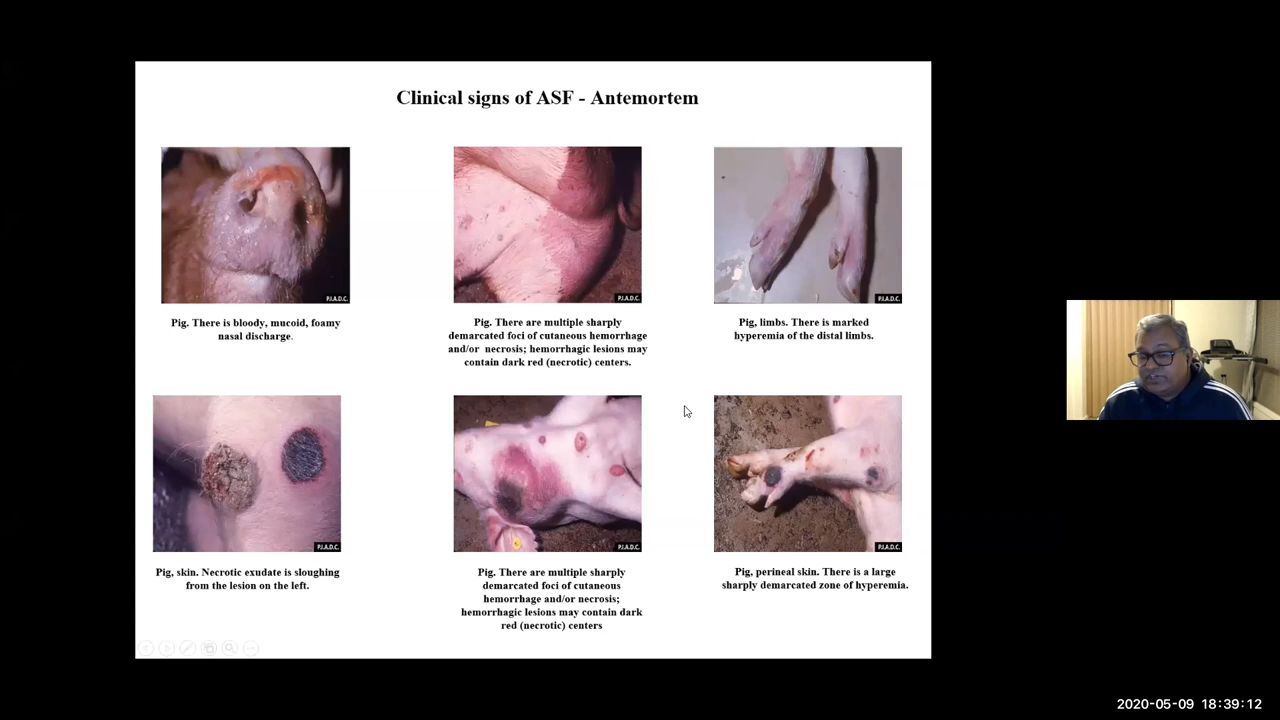 Clinical signs of ASF - Antemortem
P.I.A.D.C.
P.I.A.D.C.
P.I.A.D.C.
Pig. There is bloody, mucoid, foamy
nasal discharge.
Pig. There are multiple sharply
demarcated foci of cutaneous hemorrhage
and/or necrosis; hemorrhagic lesions may
contain dark red (necrotic) centers.
Pig, limbs. There is marked
hyperemia of the distal limbs.
P.I.A.D.C.
P.I.A.D.C.
P.I.A.D.C.
Pig, skin. Necrotic exudate is sloughing
from the lesion on the left.
Pig. There are multiple sharply
demarcated foci of cutaneous
hemorrhage and/or necrosis;
hemorrhagic lesions may contain dark
red (necrotic) centers
Pig, perineal skin. There is a large
sharply demarcated zone of hyperemia.
2020-05-09 18:39:12